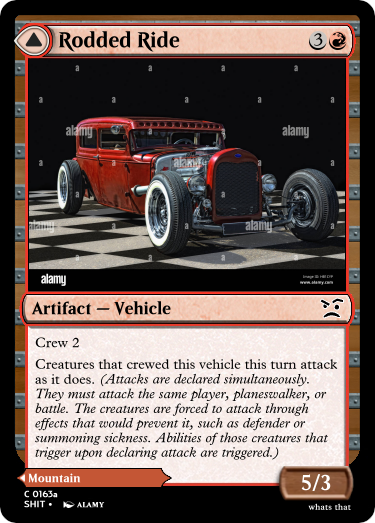 Rodded Ride 3
a a a a
alamy alamy
a a a a
alamy alamy
alamy
www.alamy.com
Artifact — Vehicle
Crew 2
Creatures that crewed this vehicle this turn attack
as it does. (Attacks are declared simultaneously.
They must attack the same player, planeswalker, or
battle. The creatures are forced to attack through
effects that would prevent it, such as defender or
summoning sickness. Abilities of those creatures that
trigger upon declaring attack are triggered.)
Mountain
5/3
C 0163a
SHIT • ALAMY
whats that